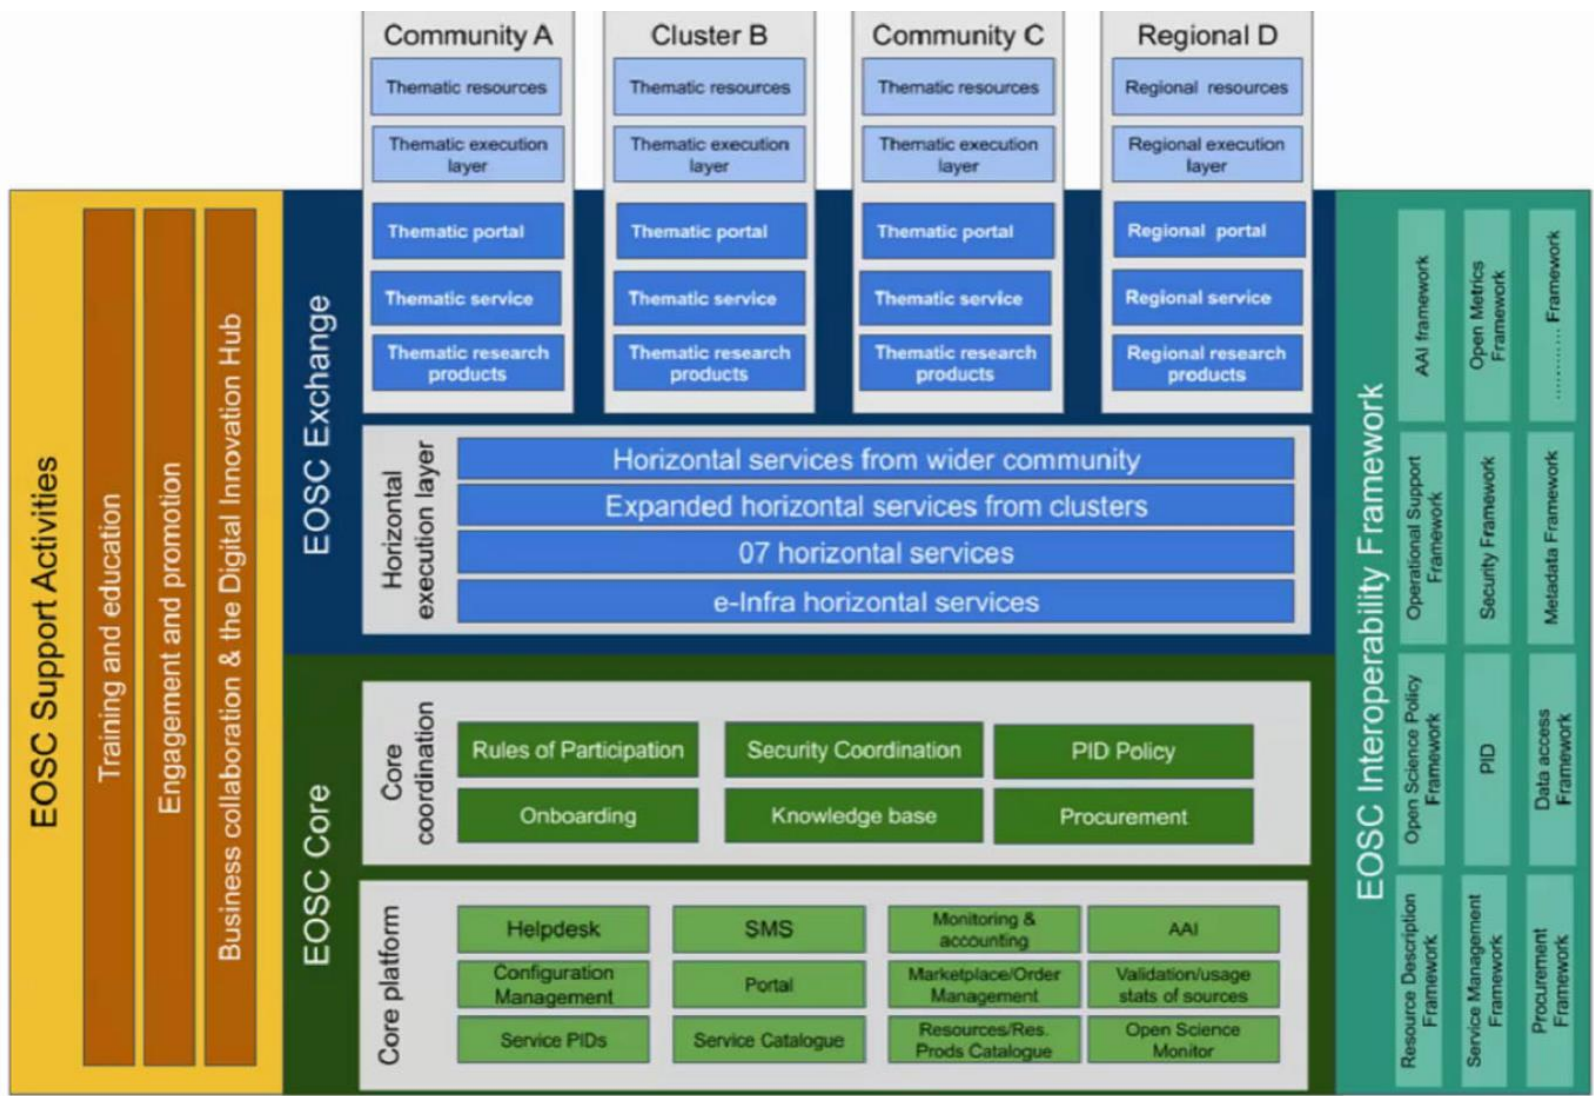 Community A
Thematic resources
Thematic execution
layer
Thematic portal
Thematic service
Thematic research
products
Cluster B
Thematic resources
Thematic execution
layer
Thematic portal
Thematic service
Thematic research
products
Community C
Thematic resources
Thematic execution
layer
Thematic portal
Thematic service
Thematic research
products
Regional D
Regional resources
Regional execution
layer
Regional portal
Regional service
Regional research
products
EOSC Support Activities
Training and education
Engagement and promotion
Business collaboration & the Digital Innovation Hub
EOSC Exchange
Horizontal
execution layer
Horizontal services from wider community
Expanded horizontal services from clusters
07 horizontal services
e-Infra horizontal services
EOSC Core
Core
coordination
Rules of Participation
Security Coordination
PID Policy
Onboarding
Knowledge base
Procurement
Core platform
Helpdesk
SMS
Monitoring &
accounting
AAI
Configuration
Management
Portal
Marketplace/Order
Management
Validation/usage
stats of sources
Service PIDs
Service Catalogue
Resources/Res.
Prods Catalogue
Open Science
Monitor
EOSC Interoperability Framework
AAI framework
Open Metrics
Framework
........... Framework
Operational Support
Framework
Security Framework
Metadata Framework
Open Science Policy
Framework
PID
Data access
Framework
Resource Description
Framework
Service Management
Framework
Procurement
Framework